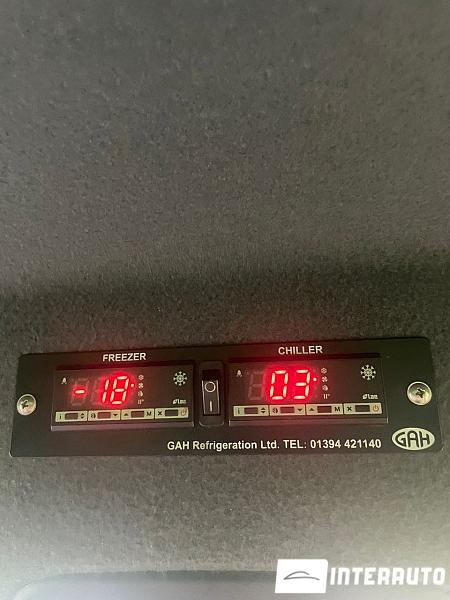 FREEZER
CHILLER
-18
03
GAH Refrigeration Ltd. TEL: 01394 421140
GAH
INTERAUTO